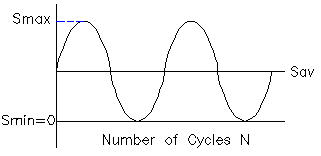 Smax
Sav
Smin=0
Number of Cycles N